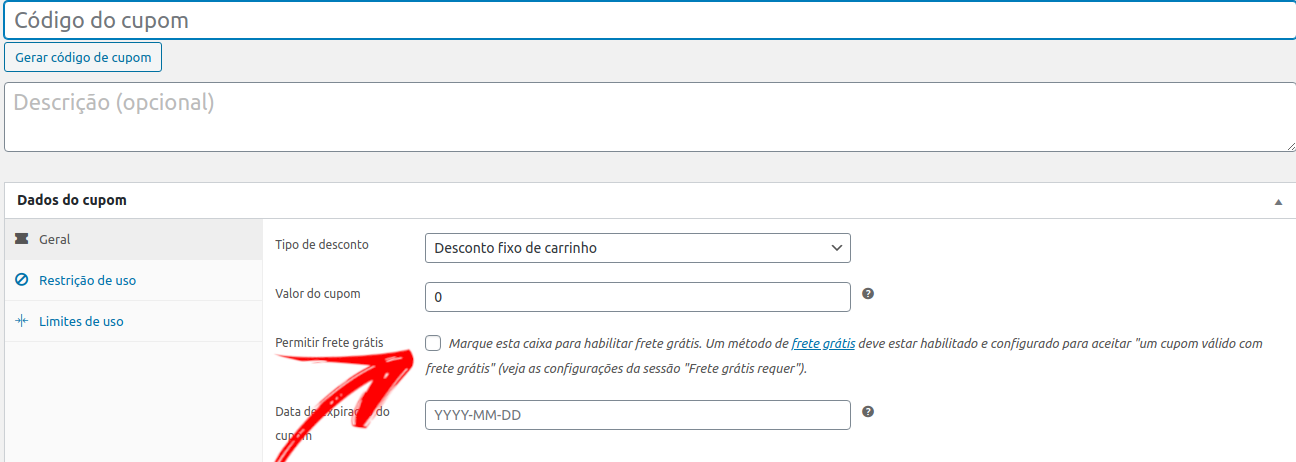 Código do cupom
Gerar código de cupom
Descrição (opcional)
Dados do cupom
Geral
Restrição de uso
Limites de uso
Tipo de desconto
Desconto fixo de carrinho
Valor do cupom
0
Permitir frete grátis
Marque esta caixa para habilitar frete grátis. Um método de frete grátis deve estar habilitado e configurado para aceitar "um cupom válido com
frete grátis" (veja as configurações da sessão "Frete grátis requer").
Data de expiração do
cupom
YYYY-MM-DD